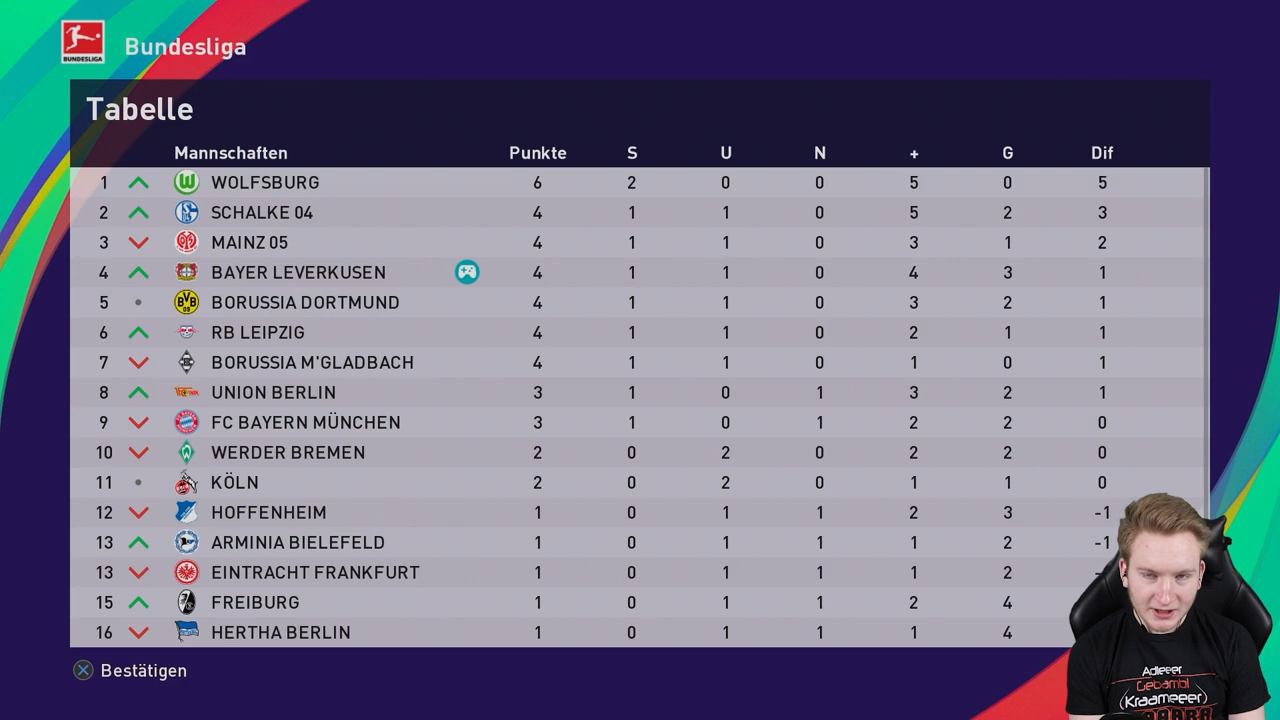 BUNDESLIGA
Bundesliga
Tabelle
Mannschaften Punkte S U N + G Dif
1 WOLFSBURG 6 2 0 0 5 0 5
2 SCHALKE 04 4 1 1 0 5 2 3
3 MAINZ 05 4 1 1 0 3 1 2
4 BAYER LEVERKUSEN 4 1 1 0 4 3 1
5 BORUSSIA DORTMUND 4 1 1 0 3 2 1
6 RB LEIPZIG 4 1 1 0 2 1 1
7 BORUSSIA M'GLADBACH 4 1 1 0 1 0 1
8 UNION BERLIN 3 1 0 1 3 2 1
9 FC BAYERN MÜNCHEN 3 1 0 1 2 2 0
10 WERDER BREMEN 2 0 2 0 2 2 0
11 KÖLN 2 0 2 0 1 1 0
12 HOFFENHEIM 1 0 1 1 2 3 -1
13 ARMINIA BIELEFELD 1 0 1 1 1 2 -1
13 EINTRACHT FRANKFURT 1 0 1 1 1 2
15 FREIBURG 1 0 1 1 2 4
16 HERTHA BERLIN 1 0 1 1 1 4
Bestätigen
Adieeer
Gebambl
Kraameeer